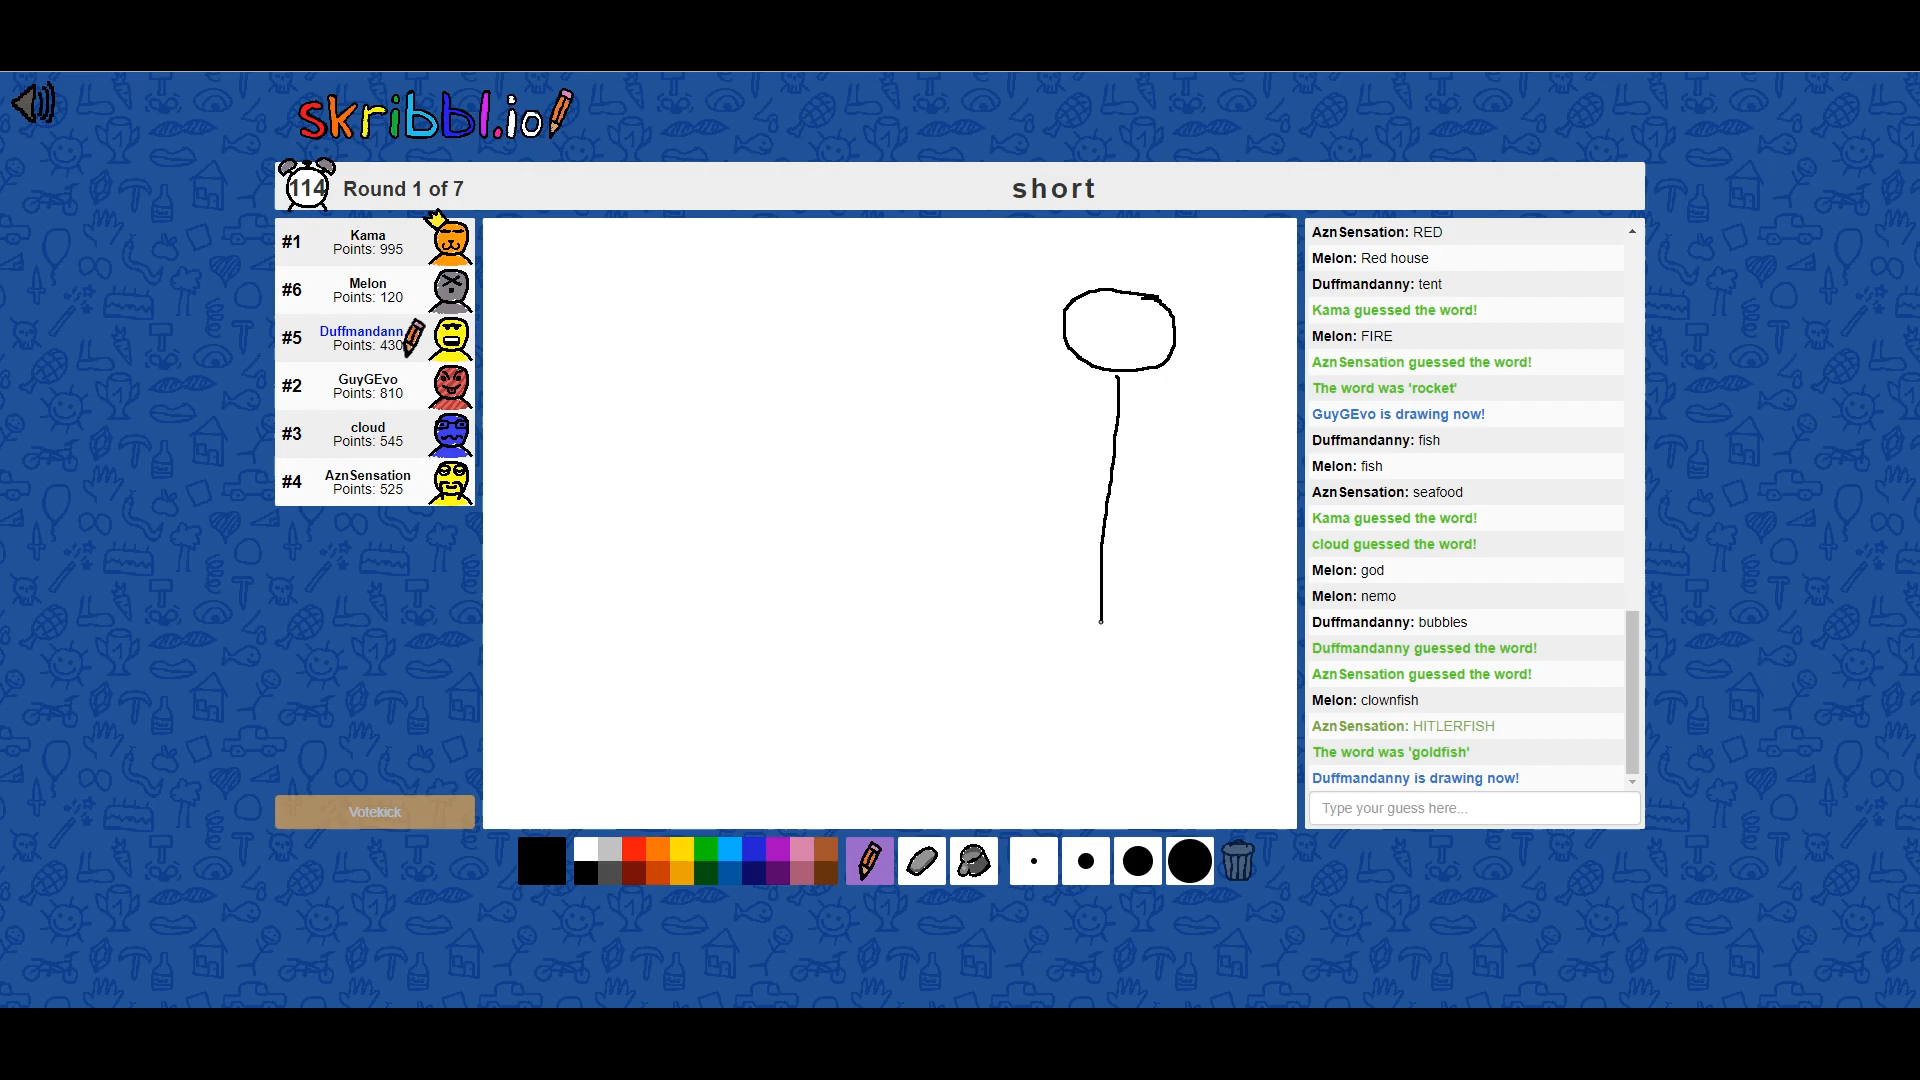 skribbl.io
114 Round 1 of 7 short
#1 Kama
Points: 995
#6 Melon
Points: 120
#5 Duffmandann
Points: 430
#2 GuyGEvo
Points: 810
#3 cloud
Points: 545
#4 AznSensation
Points: 525
Votekick
AznSensation: RED
Melon: Red house
Duffmandanny: tent
Kama guessed the word!
Melon: FIRE
AznSensation guessed the word!
The word was 'rocket'
GuyGEvo is drawing now!
Duffmandanny: fish
Melon: fish
AznSensation: seafood
Kama guessed the word!
cloud guessed the word!
Melon: god
Melon: nemo
Duffmandanny: bubbles
Duffmandanny guessed the word!
AznSensation guessed the word!
Melon: clownfish
AznSensation: HITLERFISH
The word was 'goldfish'
Duffmandanny is drawing now!
Type your guess here...